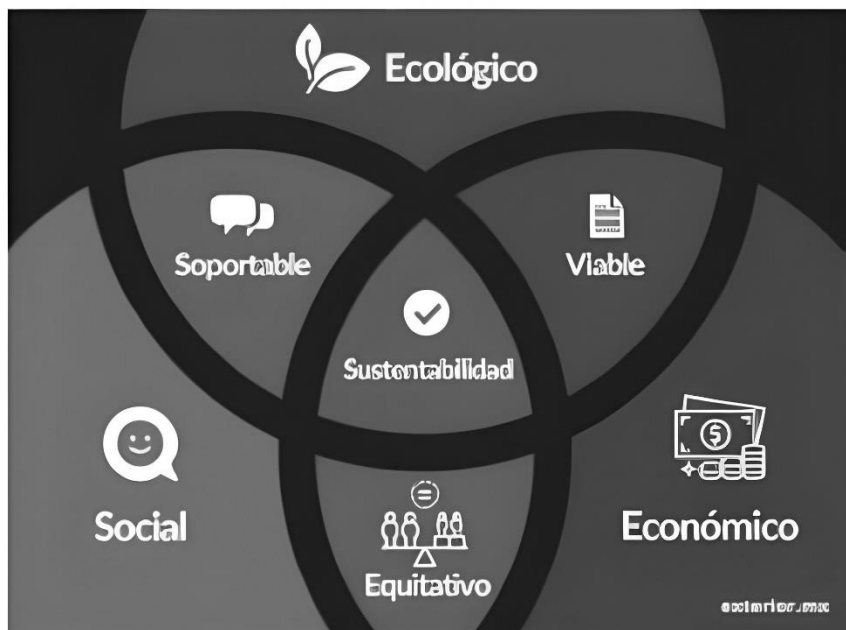 Ecológico
Soportable
Viable
Sustentabilidad
Social
Económico
Equitativo